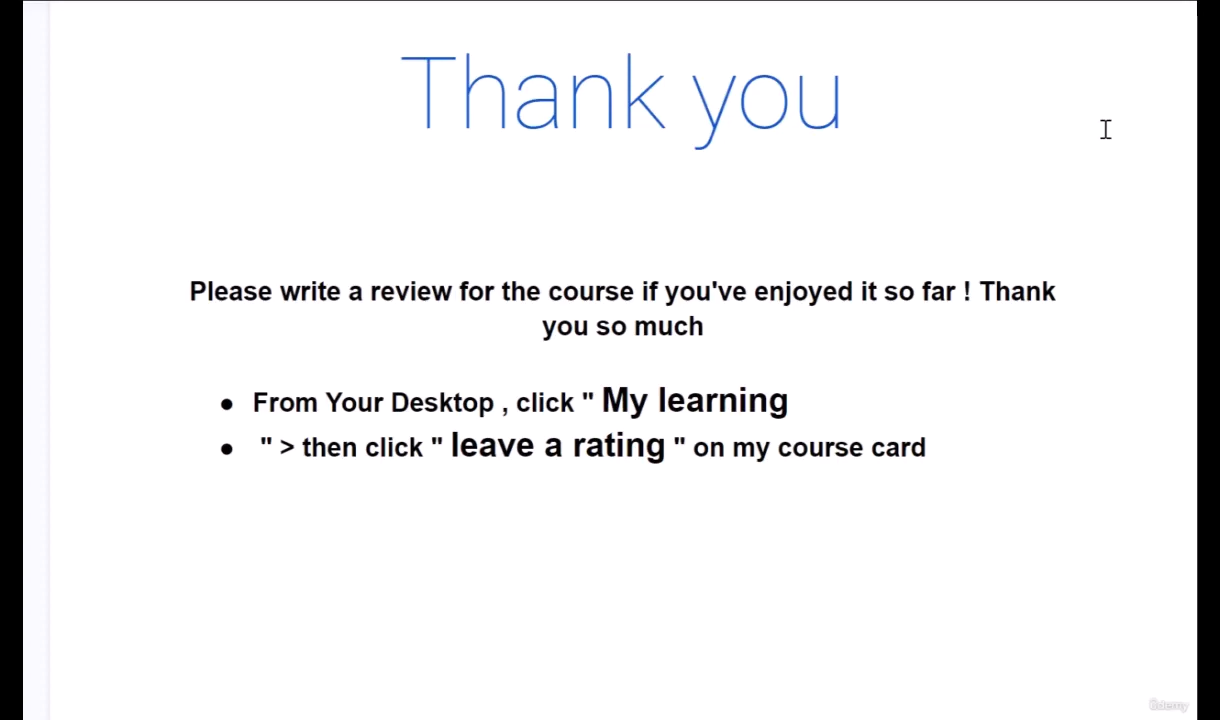 Thank you
Please write a review for the course if you've enjoyed it so far ! Thank
you so much
● From Your Desktop , click " My learning
● " > then click " leave a rating " on my course card
ûdemy